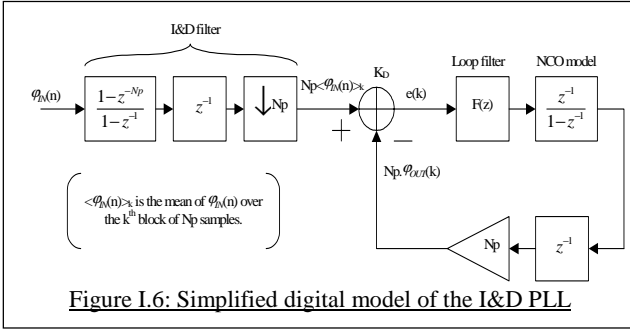 I&D filter
φIN(n)
1−z^−Np
1−z^−1
z^−1
↓Np
Np<φIN(n)>k
KD
+
−
e(k)
Loop filter
F(z)
NCO model
z^−1
1−z^−1
Np.φOUT(k)
<φIN(n)>k is the mean of φIN(n) over
the k^th block of Np samples.
Np
z^−1
Figure I.6: Simplified digital model of the I&D PLL